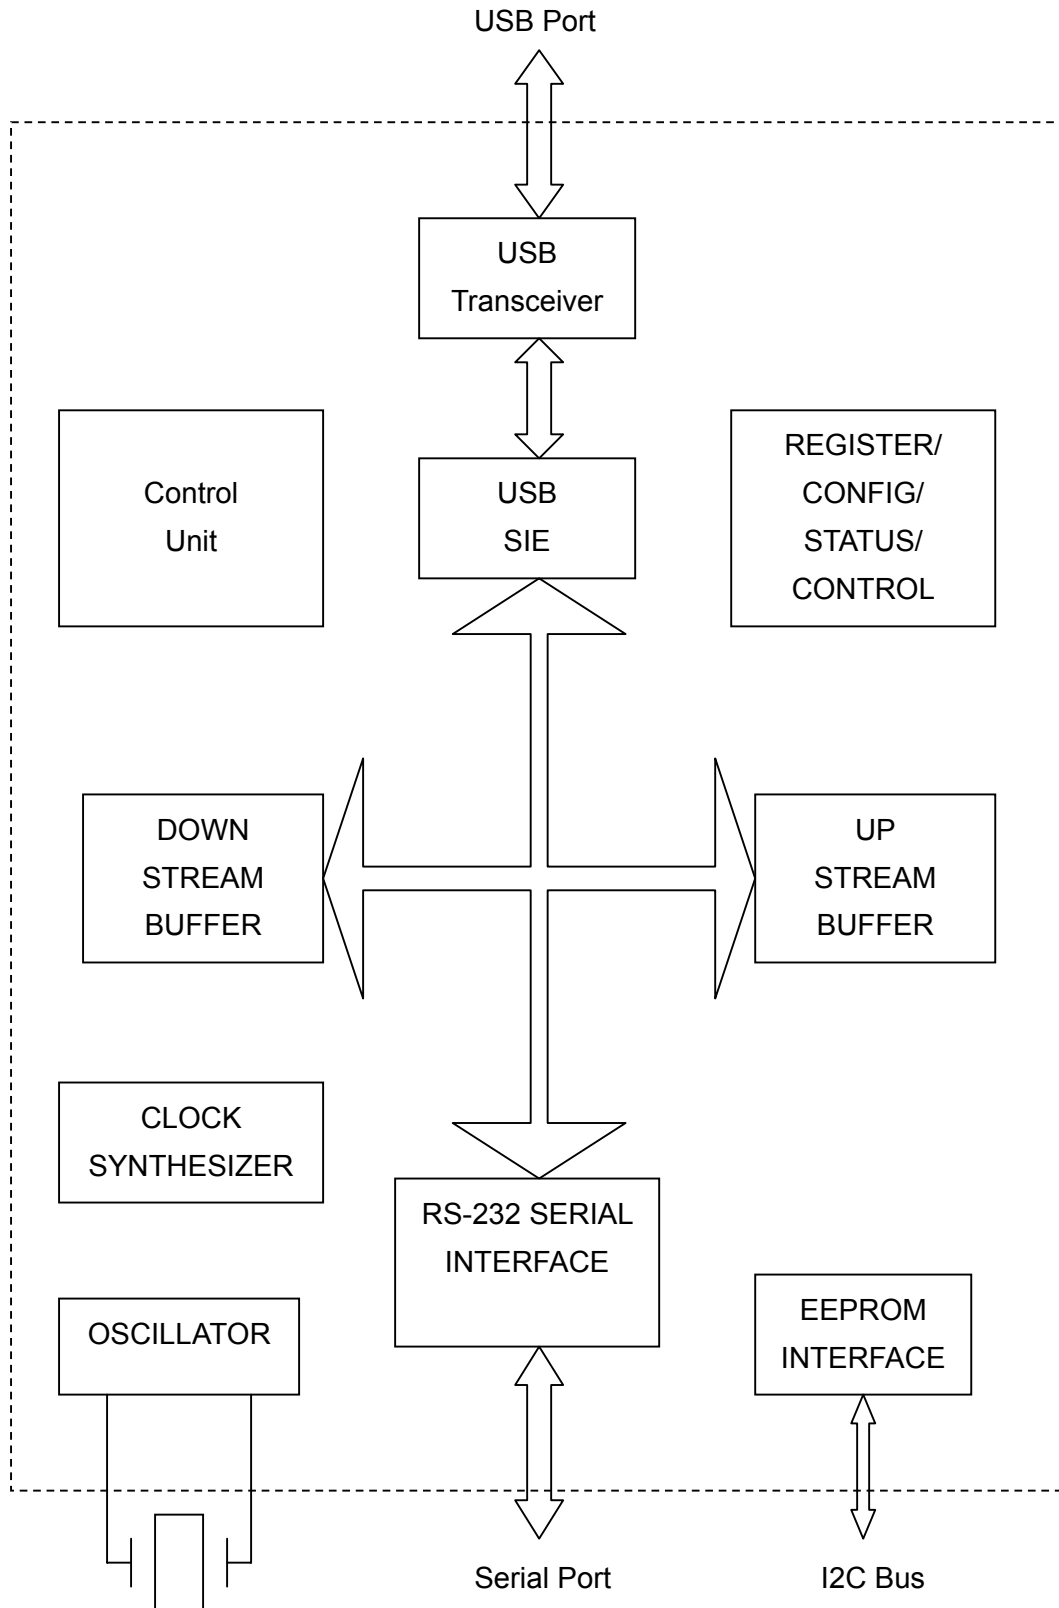 USB Port
USB
Transceiver
Control
Unit
USB
SIE
REGISTER/
CONFIG/
STATUS/
CONTROL
DOWN
STREAM
BUFFER
UP
STREAM
BUFFER
CLOCK
SYNTHESIZER
RS-232 SERIAL
INTERFACE
OSCILLATOR
EEPROM
INTERFACE
Serial Port
I2C Bus